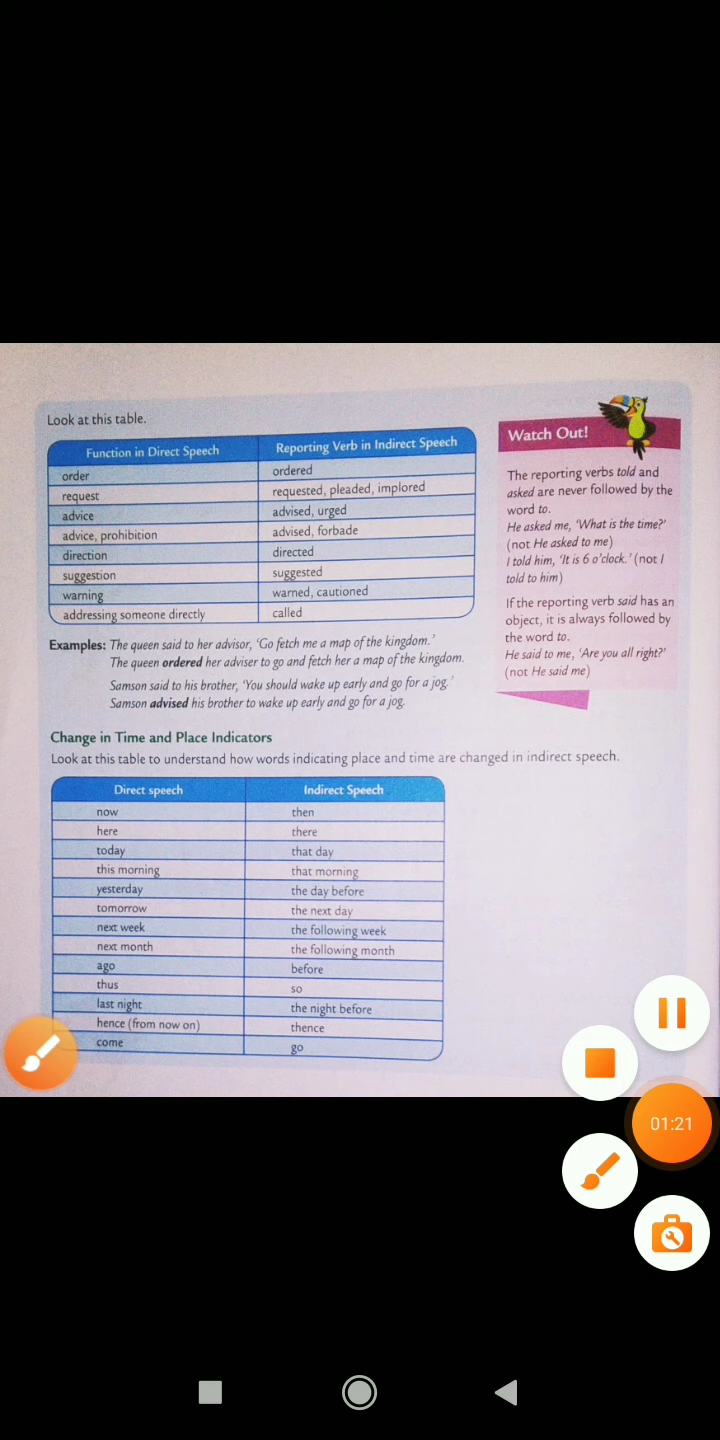 Look at this table.
Function in Direct Speech Reporting Verb in Indirect Speech
order ordered
request requested, pleaded, implored
advice advised, urged
advice, prohibition advised, forbade
direction directed
suggestion suggested
warning warned, cautioned
addressing someone directly called
Examples: The queen said to her advisor, ‘Go fetch me a map of the kingdom.’
The queen ordered her adviser to go and fetch her a map of the kingdom.
Samson said to his brother, ‘You should wake up early and go for a jog.’
Samson advised his brother to wake up early and go for a jog.
Watch Out!
The reporting verbs told and
asked are never followed by the
word to.
He asked me, ‘What is the time?’
(not He asked to me)
I told him, ‘It is 6 o’clock.’ (not I
told to him)
If the reporting verb said has an
object, it is always followed by
the word to.
He said to me, ‘Are you all right?’
(not He said me)
Change in Time and Place Indicators
Look at this table to understand how words indicating place and time are changed in indirect speech.
Direct speech Indirect Speech
now then
here there
today that day
this morning that morning
yesterday the day before
tomorrow the next day
next week the following week
next month the following month
ago before
thus so
last night the night before
hence (from now on) thence
come go
01:21